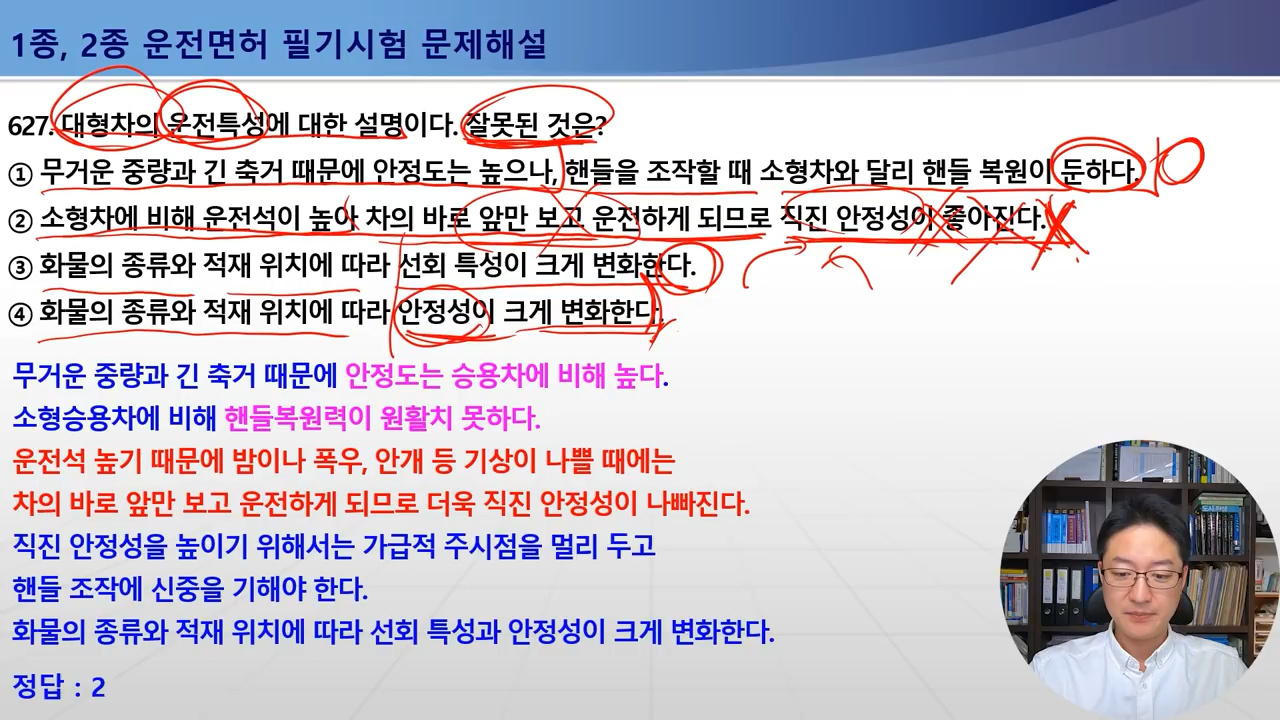 1종, 2종 운전면허 필기시험 문제해설
627. 대형차의 운전특성에 대한 설명이다. 잘못된 것은?
① 무거운 중량과 긴 축거 때문에 안정도는 높으나, 핸들을 조작할 때 소형차와 달리 핸들 복원이 둔하다.
② 소형차에 비해 운전석이 높아 차의 바로 앞만 보고 운전하게 되므로 직진 안정성이 좋아진다.
③ 화물의 종류와 적재 위치에 따라 선회 특성이 크게 변화한다.
④ 화물의 종류와 적재 위치에 따라 안정성이 크게 변화한다.
무거운 중량과 긴 축거 때문에 안정도는 승용차에 비해 높다.
소형승용차에 비해 핸들복원력이 원활치 못하다.
운전석 높기 때문에 밤이나 폭우, 안개 등 기상이 나쁠 때에는
차의 바로 앞만 보고 운전하게 되므로 더욱 직진 안정성이 나빠진다.
직진 안정성을 높이기 위해서는 가급적 주시점을 멀리 두고
핸들 조작에 신중을 기해야 한다.
화물의 종류와 적재 위치에 따라 선회 특성과 안정성이 크게 변화한다.
정답 : 2